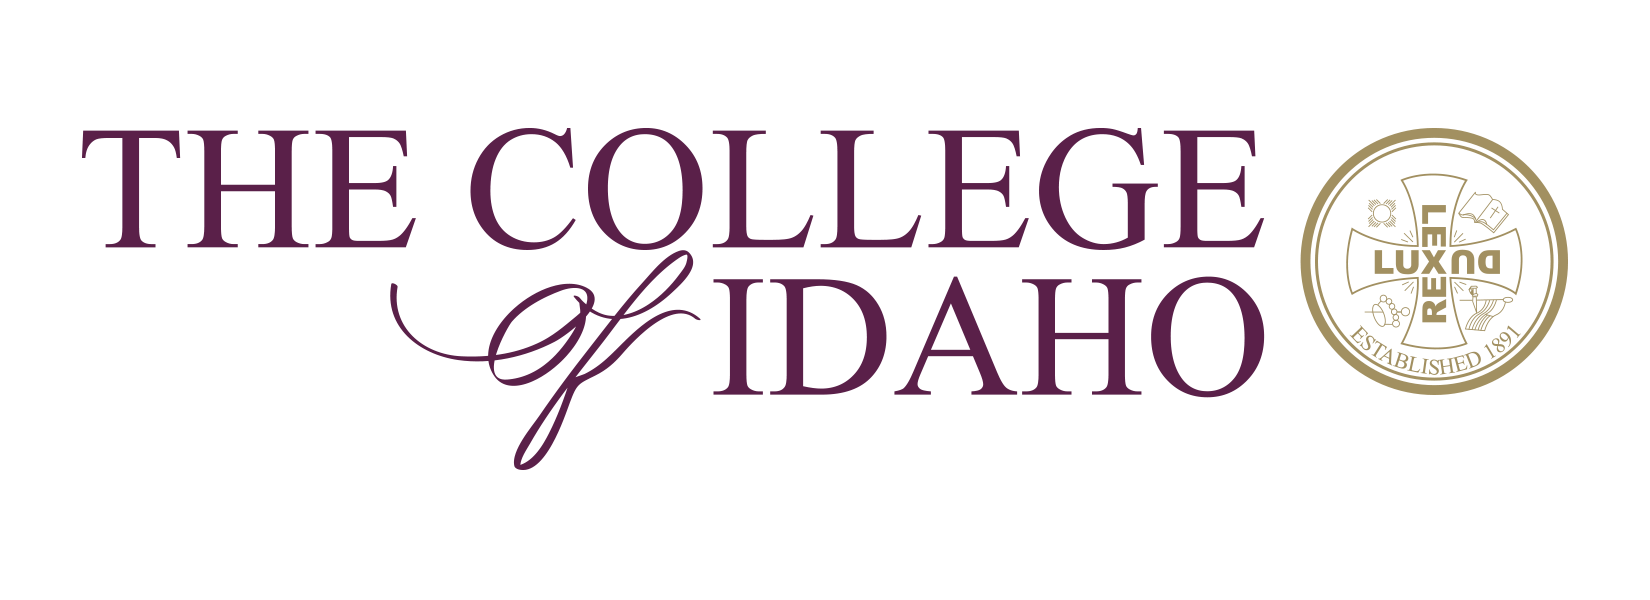 THE COLLEGE
of IDAHO
LUX
REX
DUX
LEX
ESTABLISHED 1891